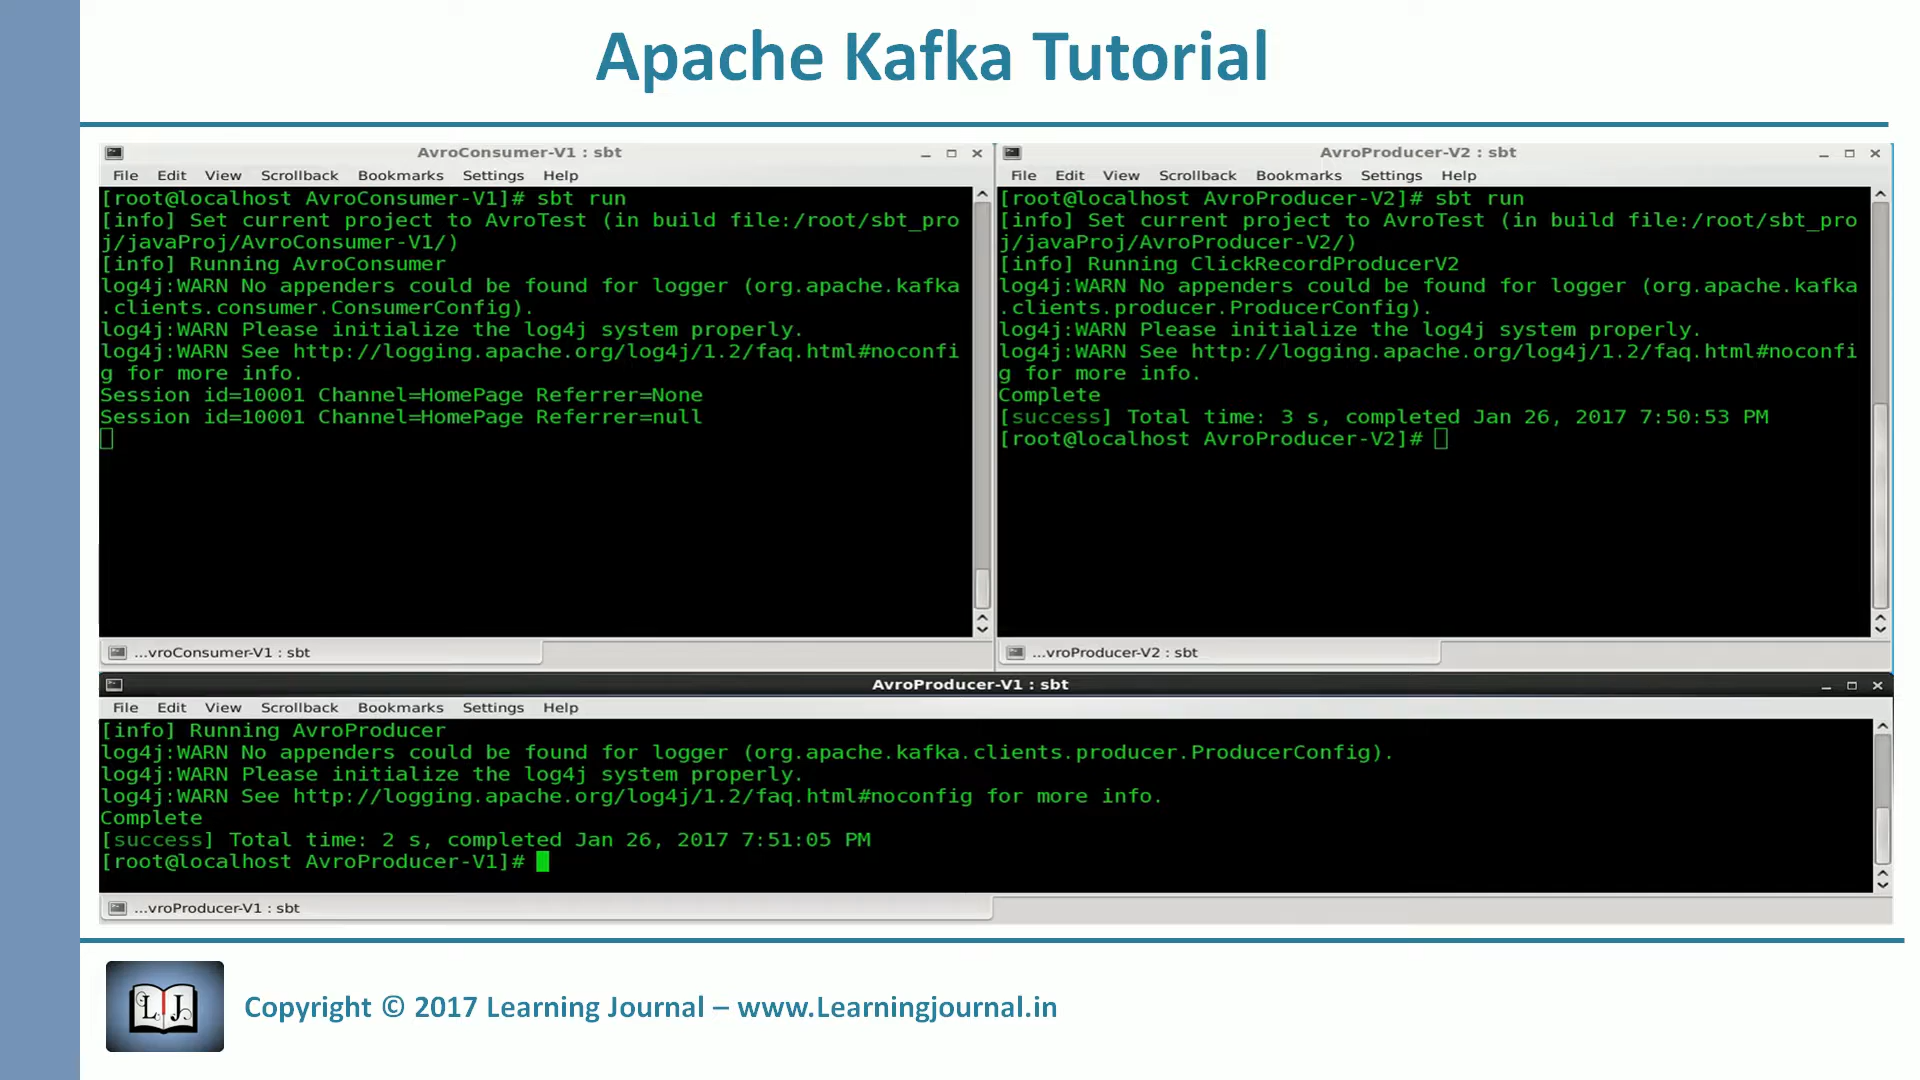 Apache Kafka Tutorial
AvroConsumer-V1 : sbt
File Edit View Scrollback Bookmarks Settings Help
[root@localhost AvroConsumer-V1]# sbt run
[info] Set current project to AvroTest (in build file:/root/sbt_pro
j/javaProj/AvroConsumer-V1/)
[info] Running AvroConsumer
log4j:WARN No appenders could be found for logger (org.apache.kafka
.clients.consumer.ConsumerConfig).
log4j:WARN Please initialize the log4j system properly.
log4j:WARN See http://logging.apache.org/log4j/1.2/faq.html#noconfi
g for more info.
Session id=10001 Channel=HomePage Referrer=None
Session id=10001 Channel=HomePage Referrer=null
...vroConsumer-V1 : sbt
AvroProducer-V2 : sbt
File Edit View Scrollback Bookmarks Settings Help
[root@localhost AvroProducer-V2]# sbt run
[info] Set current project to AvroTest (in build file:/root/sbt_pro
j/javaProj/AvroProducer-V2/)
[info] Running ClickRecordProducerV2
log4j:WARN No appenders could be found for logger (org.apache.kafka
.clients.producer.ProducerConfig).
log4j:WARN Please initialize the log4j system properly.
log4j:WARN See http://logging.apache.org/log4j/1.2/faq.html#noconfi
g for more info.
Complete
[success] Total time: 3 s, completed Jan 26, 2017 7:50:53 PM
[root@localhost AvroProducer-V2]#
...vroProducer-V2 : sbt
AvroProducer-V1 : sbt
File Edit View Scrollback Bookmarks Settings Help
[info] Running AvroProducer
log4j:WARN No appenders could be found for logger (org.apache.kafka.clients.producer.ProducerConfig).
log4j:WARN Please initialize the log4j system properly.
log4j:WARN See http://logging.apache.org/log4j/1.2/faq.html#noconfig for more info.
Complete
[success] Total time: 2 s, completed Jan 26, 2017 7:51:05 PM
[root@localhost AvroProducer-V1]#
...vroProducer-V1 : sbt
LJ
Copyright © 2017 Learning Journal – www.Learningjournal.in